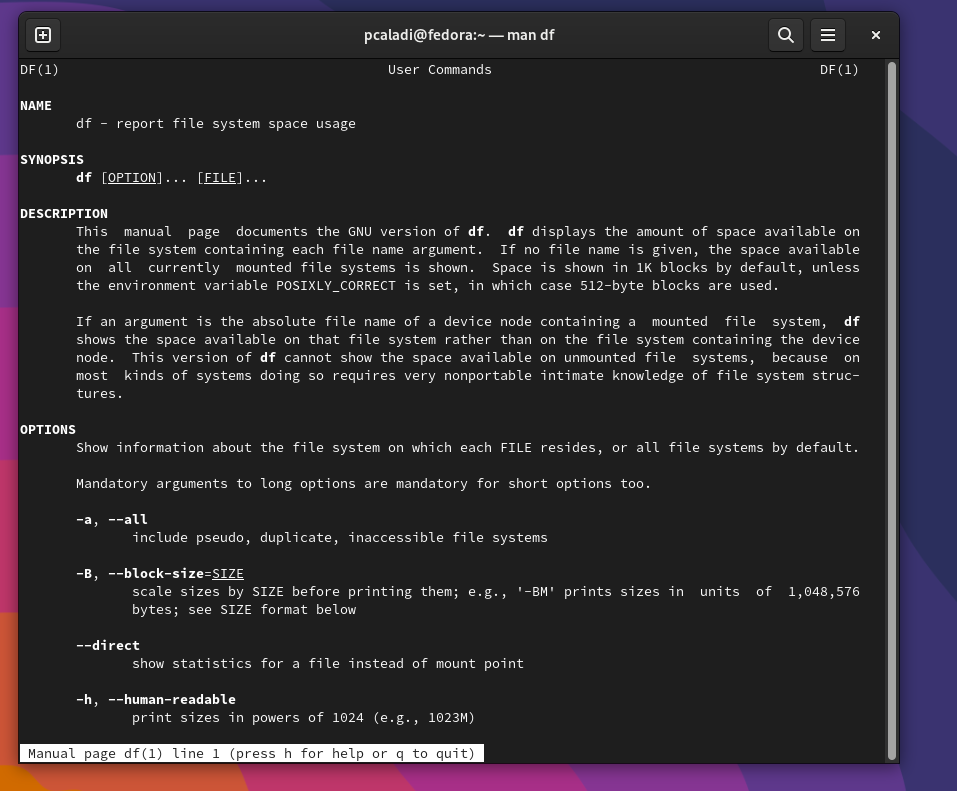 pcaladi@fedora:~ — man df
DF(1) User Commands DF(1)
NAME
df - report file system space usage
SYNOPSIS
df [OPTION]... [FILE]...
DESCRIPTION
This manual page documents the GNU version of df. df displays the amount of space available on
the file system containing each file name argument. If no file name is given, the space available
on all currently mounted file systems is shown. Space is shown in 1K blocks by default, unless
the environment variable POSIXLY_CORRECT is set, in which case 512-byte blocks are used.
If an argument is the absolute file name of a device node containing a mounted file system, df
shows the space available on that file system rather than on the file system containing the device
node. This version of df cannot show the space available on unmounted file systems, because on
most kinds of systems doing so requires very nonportable intimate knowledge of file system struc-
tures.
OPTIONS
Show information about the file system on which each FILE resides, or all file systems by default.
Mandatory arguments to long options are mandatory for short options too.
-a, --all
include pseudo, duplicate, inaccessible file systems
-B, --block-size=SIZE
scale sizes by SIZE before printing them; e.g., '-BM' prints sizes in units of 1,048,576
bytes; see SIZE format below
--direct
show statistics for a file instead of mount point
-h, --human-readable
print sizes in powers of 1024 (e.g., 1023M)
Manual page df(1) line 1 (press h for help or q to quit)